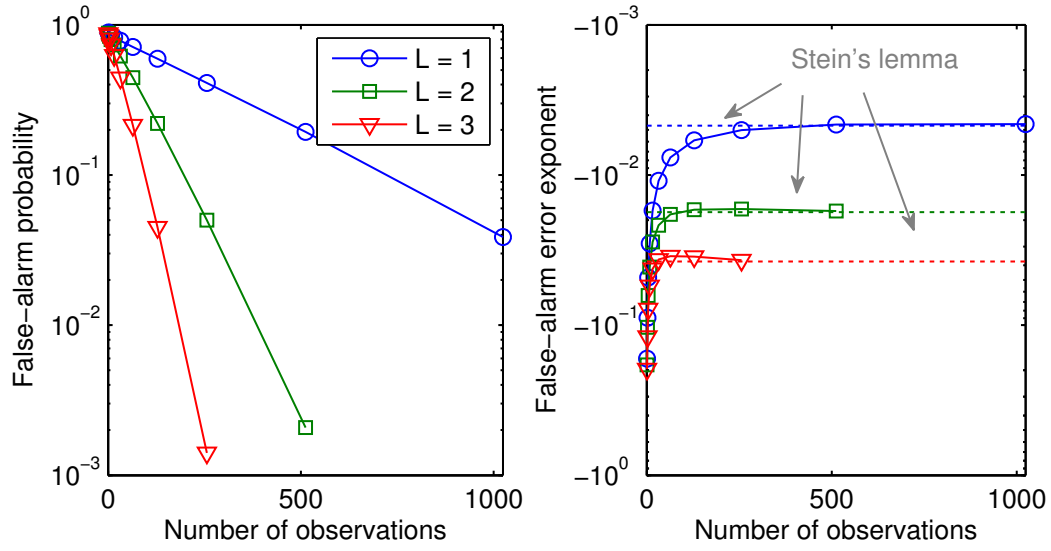 False−alarm probability
10^0
10^−1
10^−2
10^−3
0
500
1000
Number of observations
L = 1
L = 2
L = 3
False−alarm error exponent
−10^−3
−10^−2
−10^−1
−10^0
0
500
1000
Number of observations
Stein's lemma